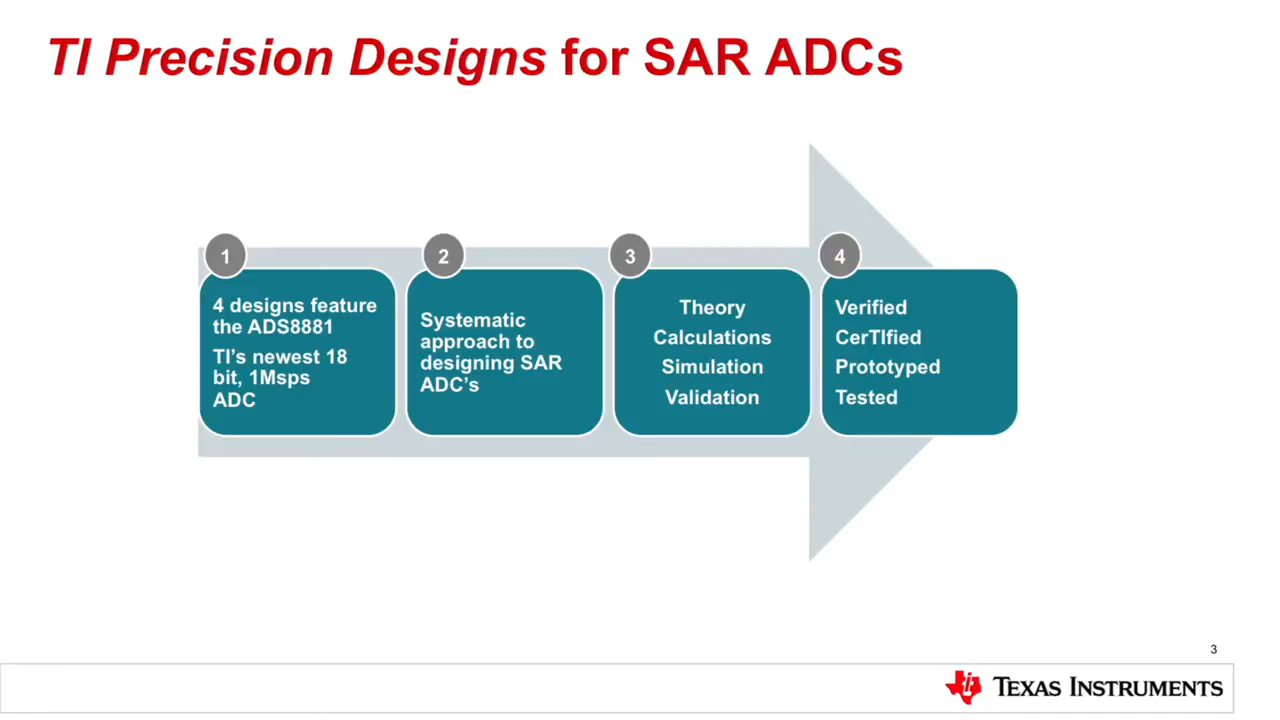 TI Precision Designs for SAR ADCs
1
4 designs feature
the ADS8881
TI's newest 18
bit, 1Msps
ADC
2
Systematic
approach to
designing SAR
ADC's
3
Theory
Calculations
Simulation
Validation
4
Verified
CerTIfied
Prototyped
Tested
3
TEXAS INSTRUMENTS